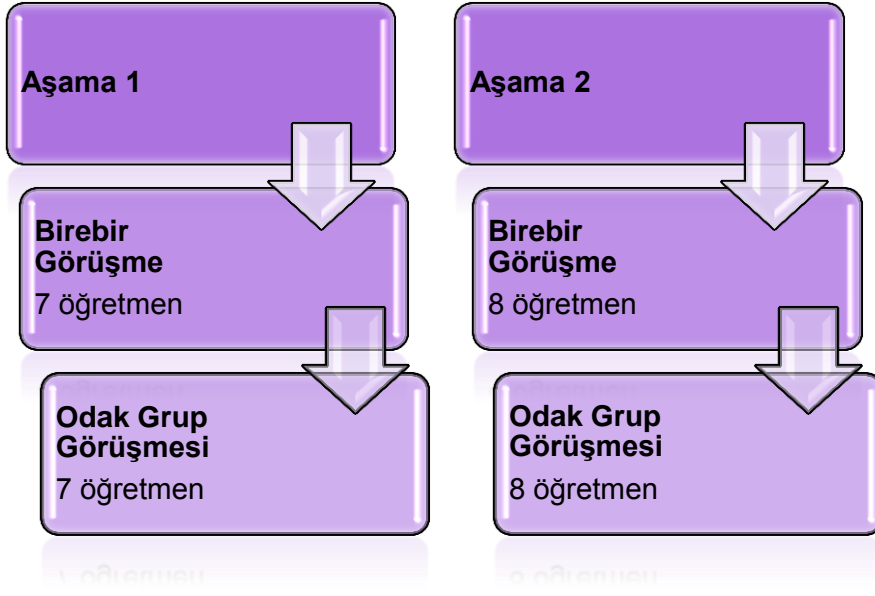 Aşama 1
Birebir
Görüşme
7 öğretmen
Odak Grup
Görüşmesi
7 öğretmen
Aşama 2
Birebir
Görüşme
8 öğretmen
Odak Grup
Görüşmesi
8 öğretmen